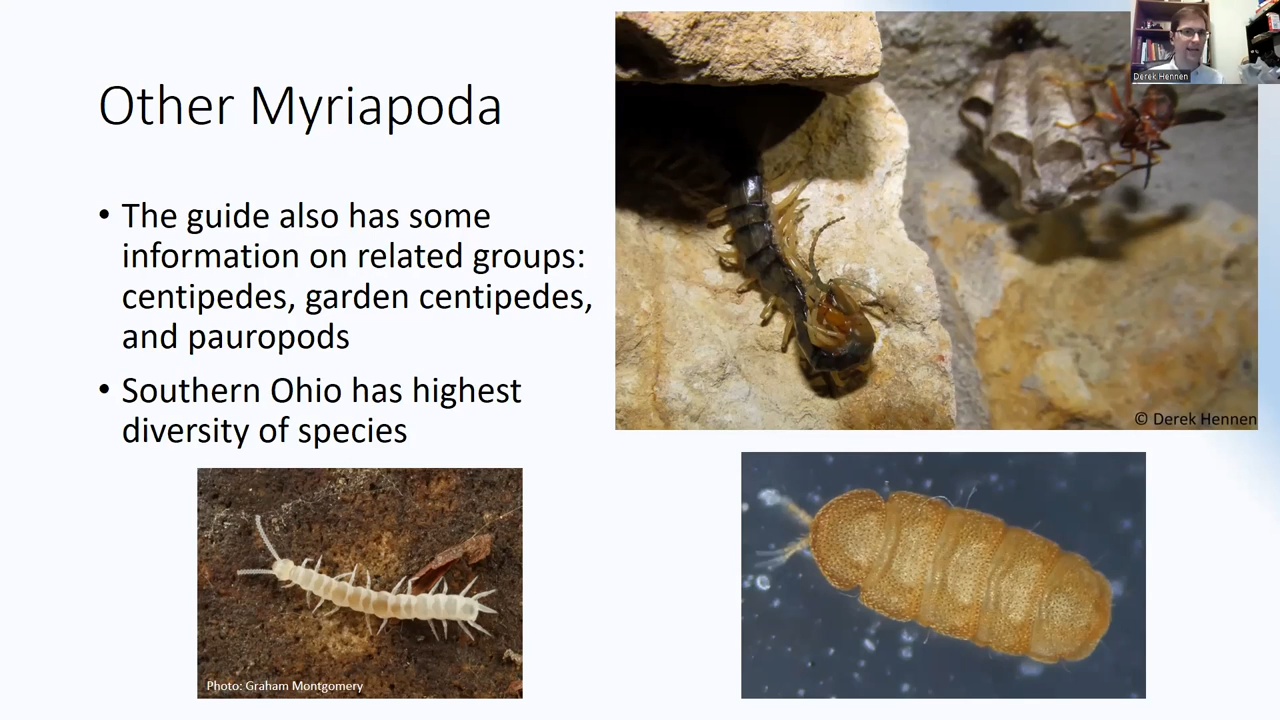 Other Myriapoda
• The guide also has some
information on related groups:
centipedes, garden centipedes,
and pauropods
• Southern Ohio has highest
diversity of species
Derek Hennen
© Derek Hennen
Photo: Graham Montgomery